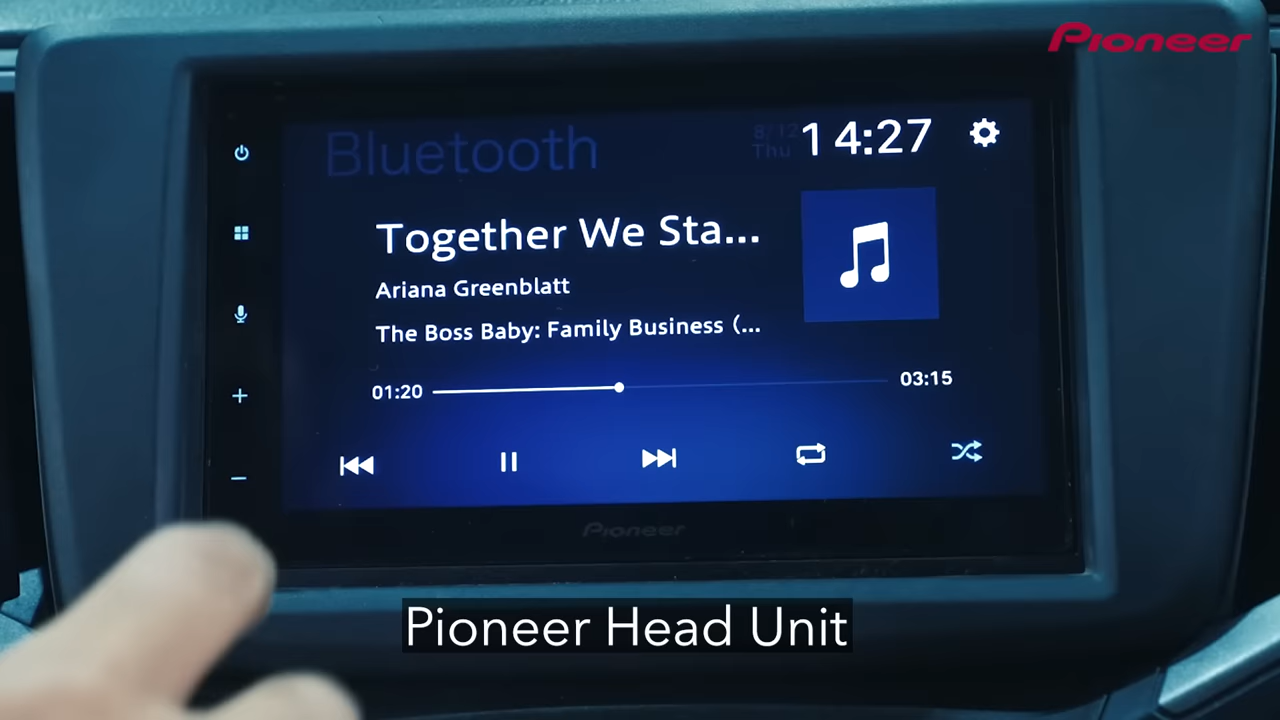 Pioneer
Bluetooth
8/12
Thu
14:27
Together We Sta...
Ariana Greenblatt
The Boss Baby: Family Business (...
01:20
03:15
Pioneer
Pioneer Head Unit